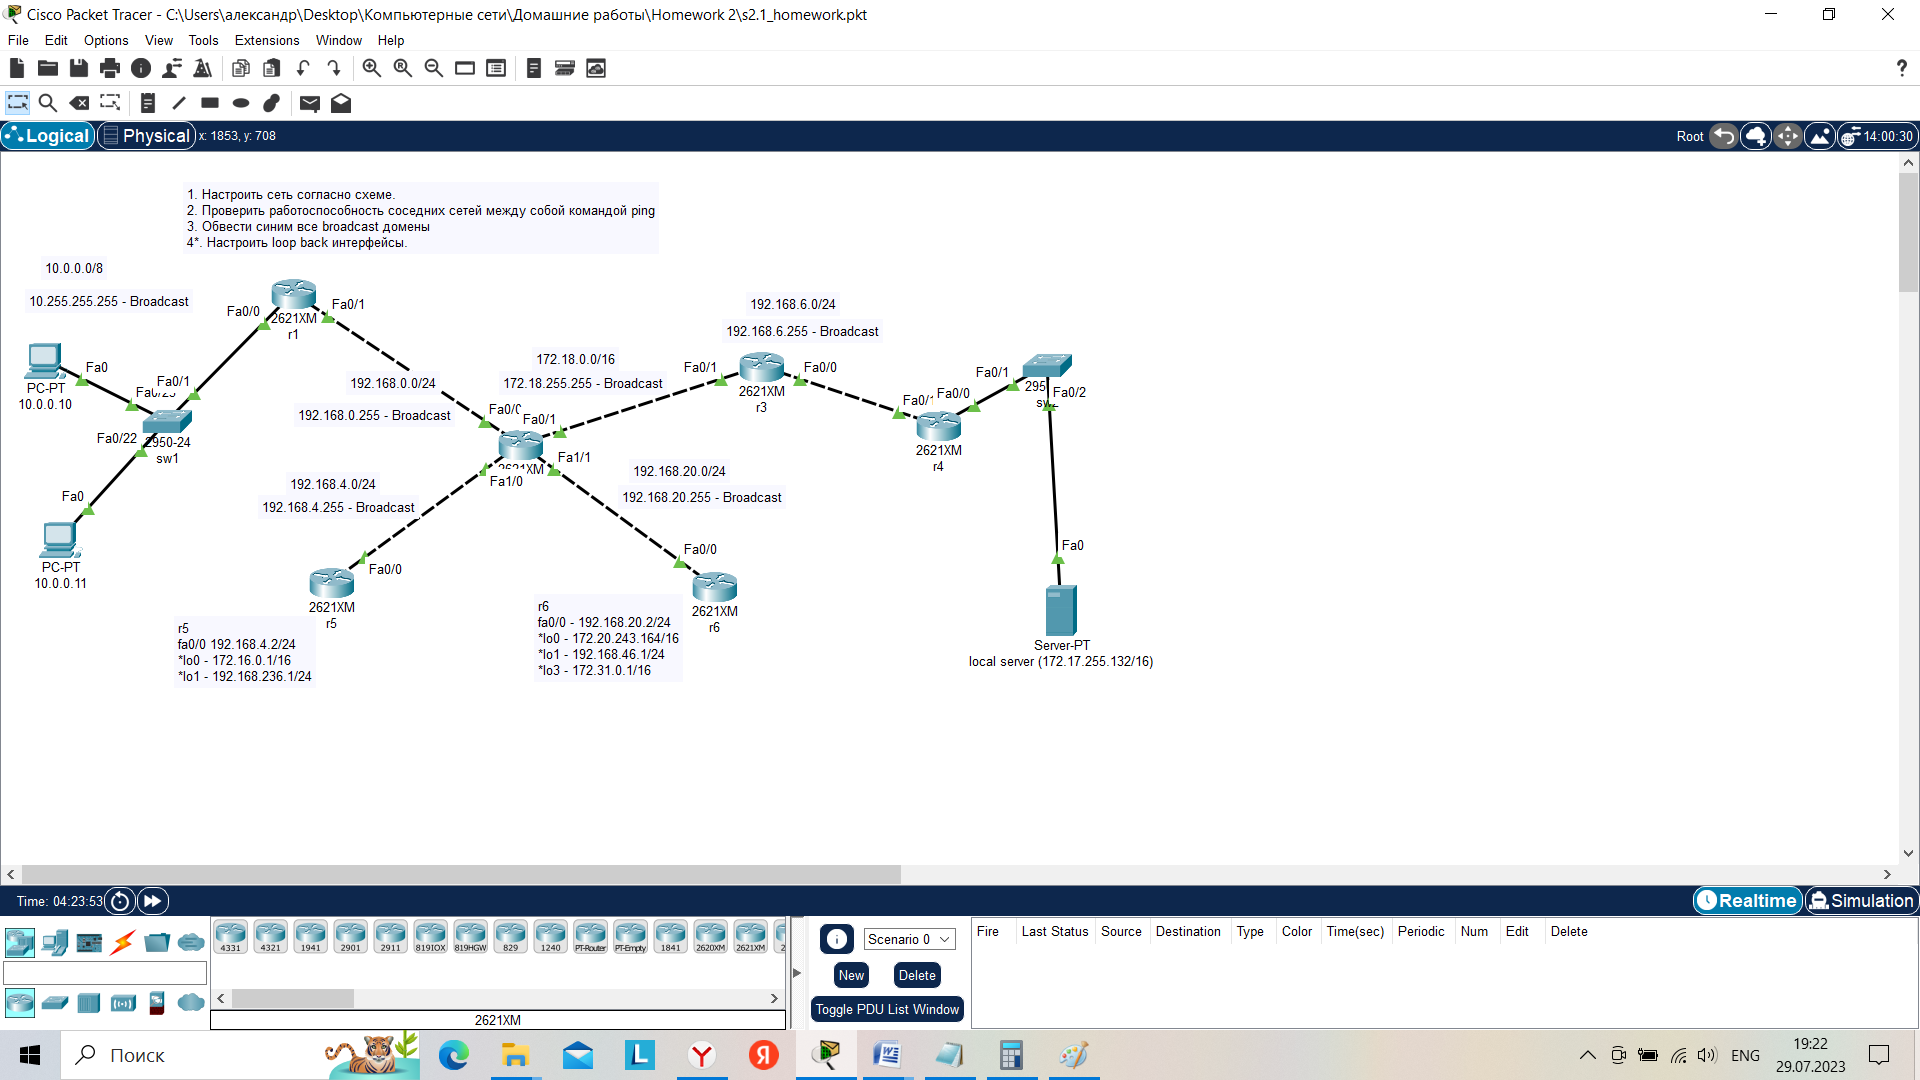 Cisco Packet Tracer - C:\Users\александр\Desktop\Компьютерные сети\Домашние работы\Homework 2\s2.1_homework.pkt
File Edit Options View Tools Extensions Window Help
Logical Physical x: 1853, y: 708
Root 14:00:30
1. Настроить сеть согласно схеме.
2. Проверить работоспособность соседних сетей между собой командой ping
3. Обвести синим все broadcast домены
4*. Настроить loop back интерфейсы.
10.0.0.0/8
10.255.255.255 - Broadcast
Fa0/0
Fa0/1
2621XM
r1
192.168.6.0/24
192.168.6.255 - Broadcast
PC-PT
10.0.0.10
Fa0
Fa0/1
Fa0/22
2950-24
sw1
Fa0
PC-PT
10.0.0.11
192.168.0.0/24
192.168.0.255 - Broadcast
172.18.0.0/16
172.18.255.255 - Broadcast
Fa0/1
Fa0/0
2621XM
r3
Fa0/0
Fa0/1
Fa1/1
Fa1/0
2621XM
192.168.4.0/24
192.168.4.255 - Broadcast
192.168.20.0/24
192.168.20.255 - Broadcast
Fa0/1
Fa0/0
2621XM
r4
Fa0/1
Fa0/2
Fa0/0
2621XM
r5
Fa0/0
2621XM
r6
Fa0
Server-PT
local server (172.17.255.132/16)
r5
fa0/0 192.168.4.2/24
*lo0 - 172.16.0.1/16
*lo1 - 192.168.236.1/24
r6
fa0/0 - 192.168.20.2/24
*lo0 - 172.20.243.164/16
*lo1 - 192.168.46.1/24
*lo3 - 172.31.0.1/16
Time: 04:23:53
Realtime Simulation
4331 4321 1941 2901 2911 819IOX 819HGW 829 1240 PT-Router PT-Empty 1841 2620XM 2621XM
2621XM
Scenario 0
New Delete
Toggle PDU List Window
Fire Last Status Source Destination Type Color Time(sec) Periodic Num Edit Delete
Поиск
ENG
19:22
29.07.2023